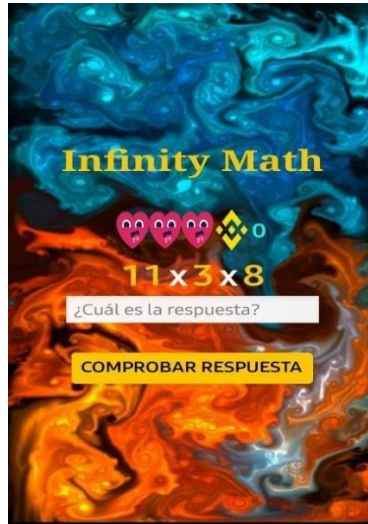 Infinity Math
0
11x3x8
¿Cuál es la respuesta?
COMPROBAR RESPUESTA